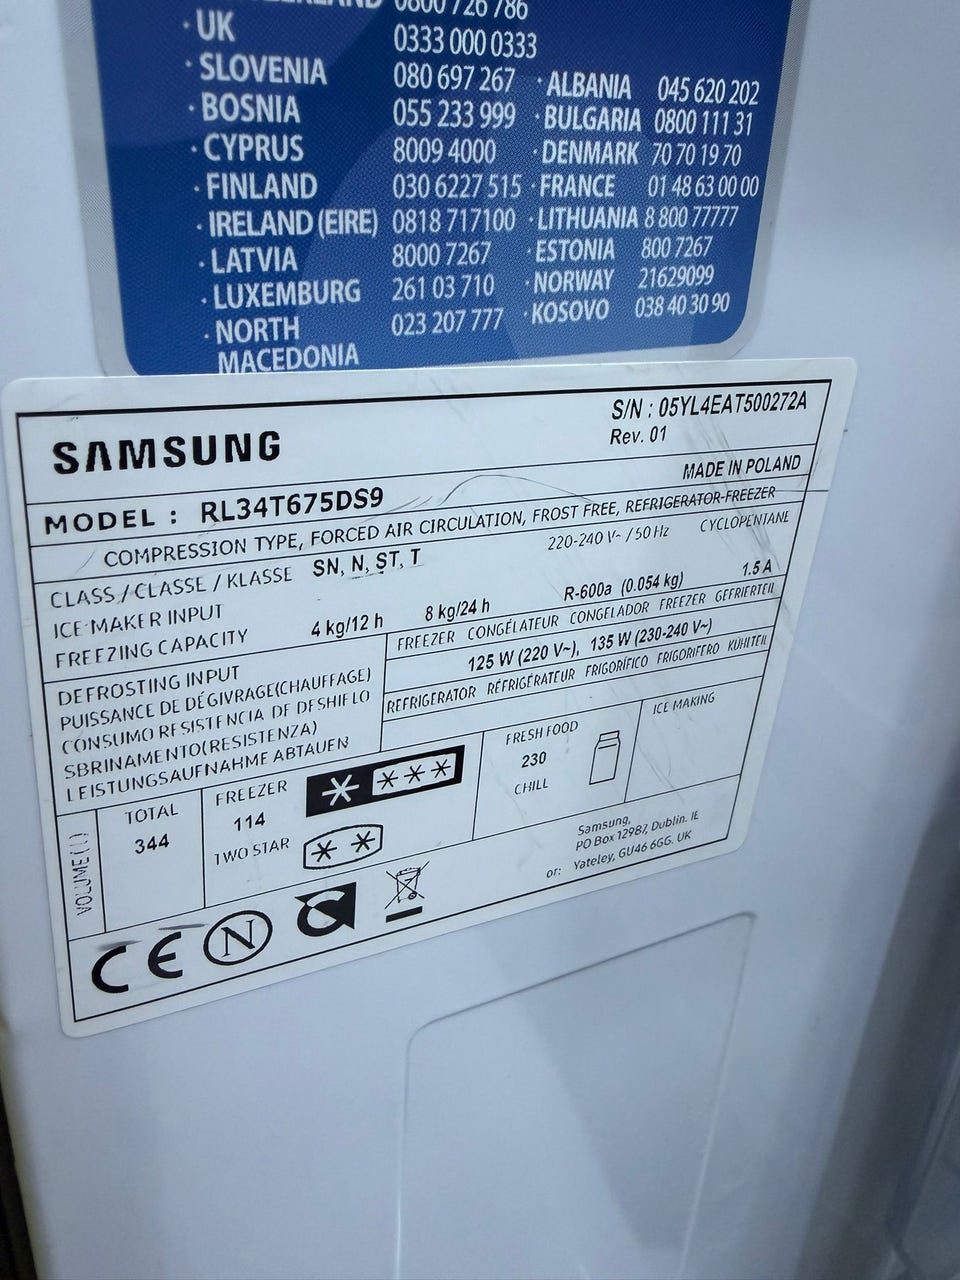 0800 726 786
· UK 0333 000 0333
· SLOVENIA 080 697 267 · ALBANIA 045 620 202
· BOSNIA 055 233 999 · BULGARIA 0800 111 31
· CYPRUS 8009 4000 · DENMARK 70 70 19 70
· FINLAND 030 6227 515 · FRANCE 01 48 63 00 00
· IRELAND (EIRE) 0818 717100 · LITHUANIA 8 800 77777
· LATVIA 8000 7267 · ESTONIA 800 7267
· LUXEMBURG 261 03 710 · NORWAY 21629099
· NORTH 023 207 777 · KOSOVO 038 40 30 90
MACEDONIA
SAMSUNG
S/N : 05YL4EAT500272A
Rev. 01
MODEL : RL34T675DS9
MADE IN POLAND
COMPRESSION TYPE, FORCED AIR CIRCULATION, FROST FREE, REFRIGERATOR-FREEZER
CLASS / CLASSE / KLASSE SN, N, ST, T 220-240 V~ / 50 Hz CYCLOPENTANE
ICE MAKER INPUT
FREEZING CAPACITY 4 kg/12 h 8 kg/24 h R-600a (0.054 kg) 1.5 A
DEFROSTING INPUT
PUISSANCE DE DÉGIVRAGE(CHAUFFAGE)
CONSUMO RESISTENCIA DE DESHIELO
SBRINAMENTO(RESISTENZA)
LEISTUNGSAUFNAHME ABTAUEN
FREEZER CONGÉLATEUR CONGELADOR FREEZER GEFRIERTEIL
125 W (220 V~), 135 W (230-240 V~)
REFRIGERATOR RÉFRIGÉRATEUR FRIGORÍFICO FRIGORIFERO KÜHLTEIL
VOLUME ( l )
TOTAL
344
FREEZER
114
TWO STAR
FRESH FOOD
230
CHILL
ICE MAKING
Samsung,
PO Box 12987, Dublin. IE
or: Yateley, GU46 6GG. UK
CE N